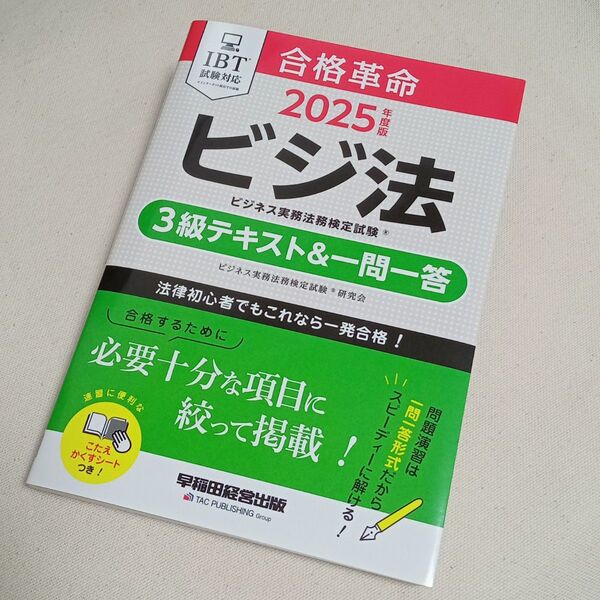 IBT
試験対応
合格革命
2025年度版
ビジ法
ビジネス実務法務検定試験®
3級テキスト&一問一答
ビジネス実務法務検定試験®研究会
法律初心者でもこれなら一発合格!
合格するために
必要十分な項目に
絞って掲載!
問題演習は
一問一答形式だから
スピーディーに解ける!
速習に便利な
こたえ
かくすシート
つき!
早稲田経営出版
TAC PUBLISHING Group